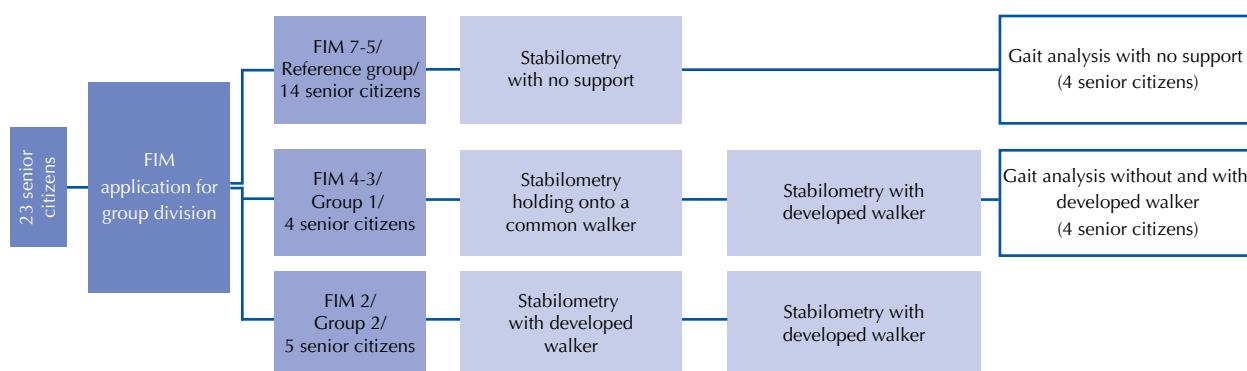 23 senior
citizens
FIM
application for
group division
FIM 7-5/
Reference group/
14 senior citizens
Stabilometry
with no support
Gait analysis with no support
(4 senior citizens)
FIM 4-3/
Group 1/
4 senior citizens
Stabilometry
holding onto a
common walker
Stabilometry with
developed walker
Gait analysis without and with
developed walker
(4 senior citizens)
FIM 2/
Group 2/
5 senior citizens
Stabilometry
with developed
walker
Stabilometry with
developed walker